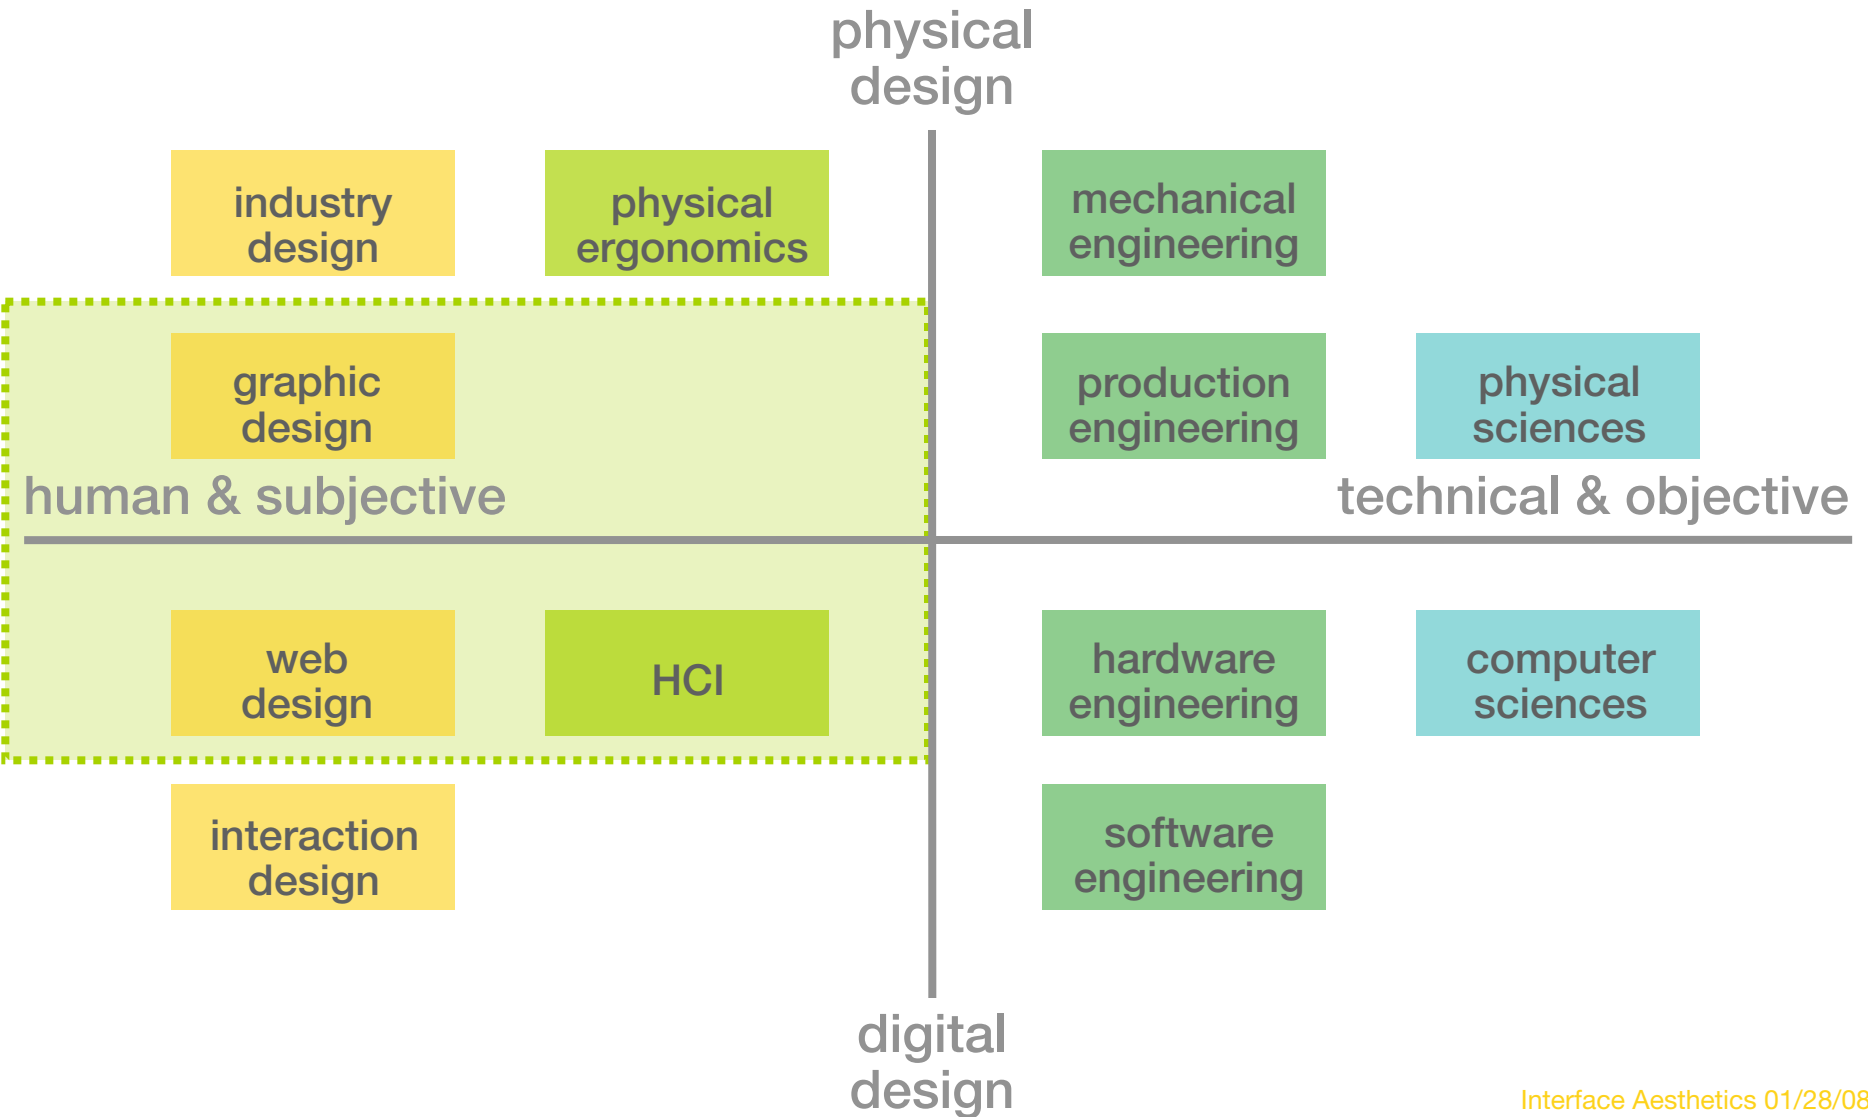 physical
design
industry
design
physical
ergonomics
mechanical
engineering
graphic
design
production
engineering
physical
sciences
human & subjective
technical & objective
web
design
HCI
hardware
engineering
computer
sciences
interaction
design
software
engineering
digital
design
Interface Aesthetics 01/28/08